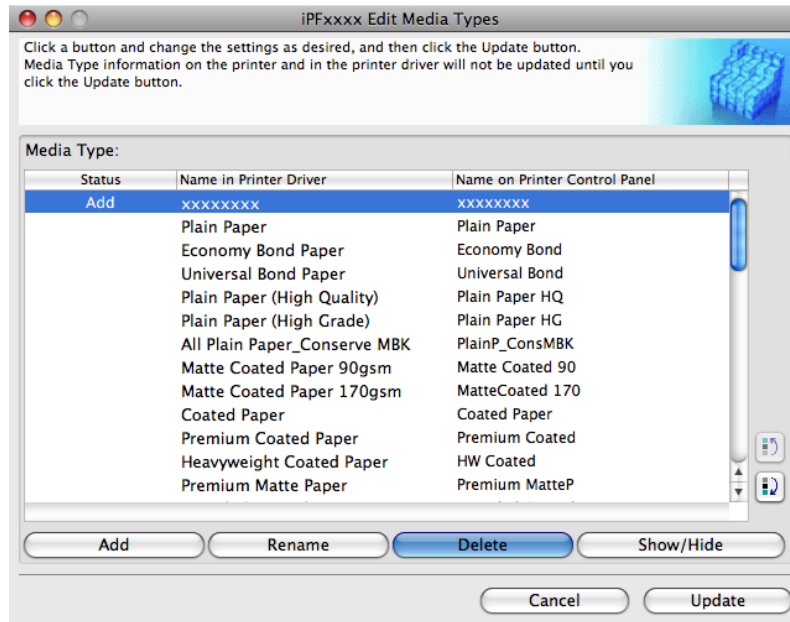 iPFxxxx Edit Media Types
Click a button and change the settings as desired, and then click the Update button.
Media Type information on the printer and in the printer driver will not be updated until you
click the Update button.
Media Type:
Status Name in Printer Driver Name on Printer Control Panel
Add xxxxxxxx xxxxxxxx
Plain Paper Plain Paper
Economy Bond Paper Economy Bond
Universal Bond Paper Universal Bond
Plain Paper (High Quality) Plain Paper HQ
Plain Paper (High Grade) Plain Paper HG
All Plain Paper_Conserve MBK PlainP_ConsMBK
Matte Coated Paper 90gsm Matte Coated 90
Matte Coated Paper 170gsm MatteCoated 170
Coated Paper Coated Paper
Premium Coated Paper Premium Coated
Heavyweight Coated Paper HW Coated
Premium Matte Paper Premium MatteP
Add Rename Delete Show/Hide
Cancel Update